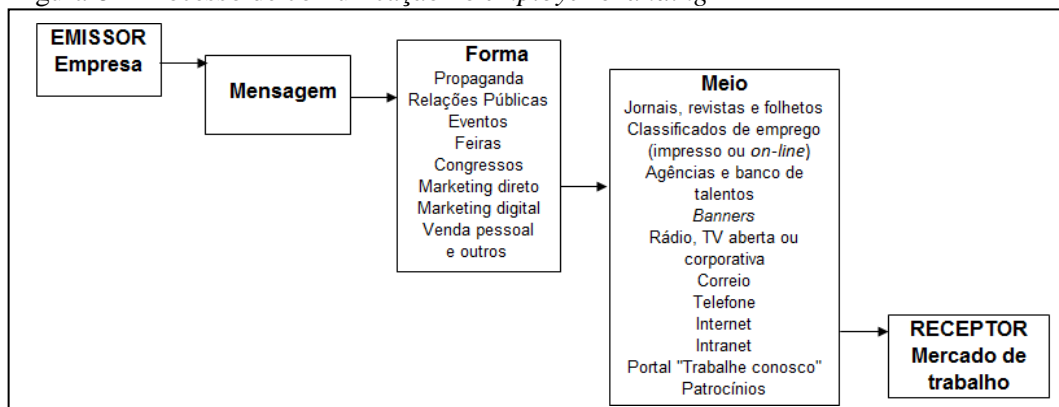 EMISSOR
Empresa
Mensagem
Forma
Propaganda
Relações Públicas
Eventos
Feiras
Congressos
Marketing direto
Marketing digital
Venda pessoal
e outros
Meio
Jornais, revistas e folhetos
Classificados de emprego
(impresso ou on-line)
Agências e banco de
talentos
Banners
Rádio, TV aberta ou
corporativa
Correio
Telefone
Internet
Intranet
Portal "Trabalhe conosco"
Patrocínios
RECEPTOR
Mercado de
trabalho